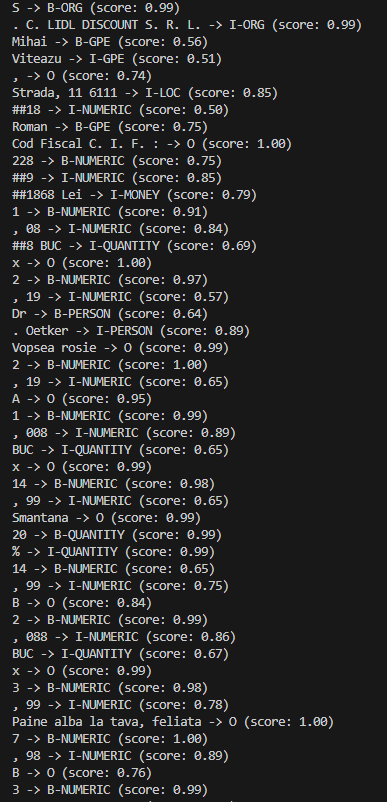 S -> B-ORG (score: 0.99)
. C. LIDL DISCOUNT S. R. L. -> I-ORG (score: 0.99)
Mihai -> B-GPE (score: 0.56)
Viteazu -> I-GPE (score: 0.51)
, -> O (score: 0.74)
Strada, 11 6111 -> I-LOC (score: 0.85)
##18 -> I-NUMERIC (score: 0.50)
Roman -> B-GPE (score: 0.75)
Cod Fiscal C. I. F. : -> O (score: 1.00)
228 -> B-NUMERIC (score: 0.75)
##9 -> I-NUMERIC (score: 0.85)
##1868 Lei -> I-MONEY (score: 0.79)
1 -> B-NUMERIC (score: 0.91)
, 08 -> I-NUMERIC (score: 0.84)
##8 BUC -> I-QUANTITY (score: 0.69)
x -> O (score: 1.00)
2 -> B-NUMERIC (score: 0.97)
, 19 -> I-NUMERIC (score: 0.57)
Dr -> B-PERSON (score: 0.64)
. Oetker -> I-PERSON (score: 0.89)
Vopsea rosie -> O (score: 0.99)
2 -> B-NUMERIC (score: 1.00)
, 19 -> I-NUMERIC (score: 0.65)
A -> O (score: 0.95)
1 -> B-NUMERIC (score: 0.99)
, 008 -> I-NUMERIC (score: 0.89)
BUC -> I-QUANTITY (score: 0.65)
x -> O (score: 0.99)
14 -> B-NUMERIC (score: 0.98)
, 99 -> I-NUMERIC (score: 0.65)
Smantana -> O (score: 0.99)
20 -> B-QUANTITY (score: 0.99)
% -> I-QUANTITY (score: 0.99)
14 -> B-NUMERIC (score: 0.65)
, 99 -> I-NUMERIC (score: 0.75)
B -> O (score: 0.84)
2 -> B-NUMERIC (score: 0.99)
, 088 -> I-NUMERIC (score: 0.86)
BUC -> I-QUANTITY (score: 0.67)
x -> O (score: 0.99)
3 -> B-NUMERIC (score: 0.98)
, 99 -> I-NUMERIC (score: 0.78)
Paine alba la tava, feliata -> O (score: 1.00)
7 -> B-NUMERIC (score: 1.00)
, 98 -> I-NUMERIC (score: 0.89)
B -> O (score: 0.76)
3 -> B-NUMERIC (score: 0.99)